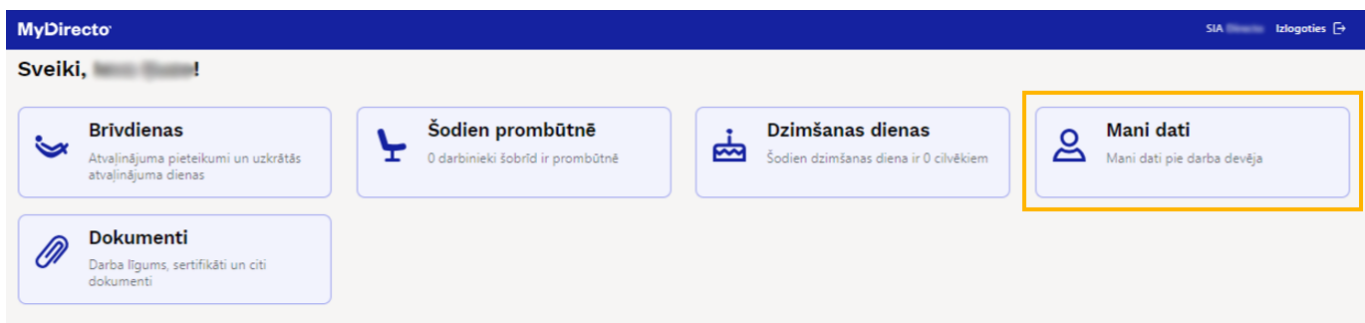 MyDirecto
SIA Izlogoties
Sveiki, !
Brīvdienas
Atvaļinājuma pieteikumi un uzkrātās
atvaļinājuma dienas
Šodien prombūtnē
0 darbinieki šobrīd ir prombūtnē
Dzimšanas dienas
Šodien dzimšanas diena ir 0 cilvēkiem
Mani dati
Mani dati pie darba devēja
Dokumenti
Darba līgums, sertifikāti un citi
dokumenti